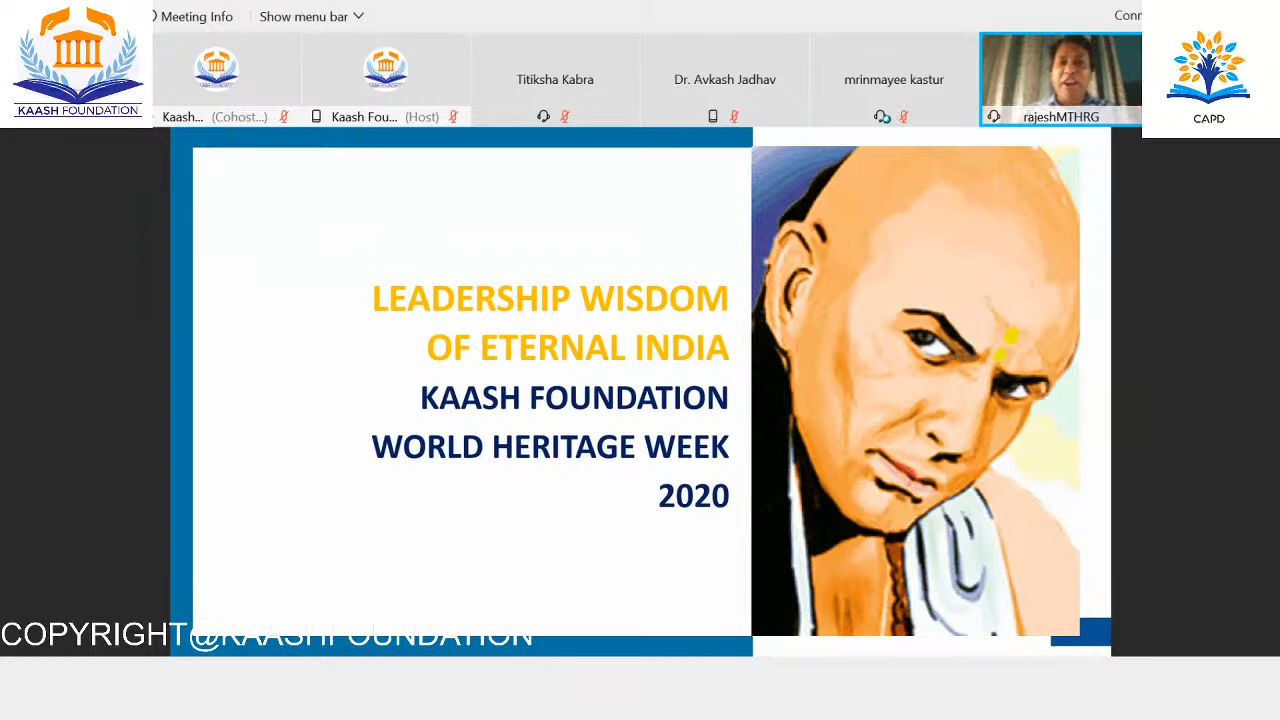 Meeting Info
Show menu bar
Conn
KAASH FOUNDATION
Titiksha Kabra
Dr. Avkash Jadhav
mrinmayee kastur
Kaash... (Cohost...)
Kaash Fou... (Host)
rajeshMTHRG
CAPD
LEADERSHIP WISDOM
OF ETERNAL INDIA
KAASH FOUNDATION
WORLD HERITAGE WEEK
2020
COPYRIGHT@KAASHFOUNDATION